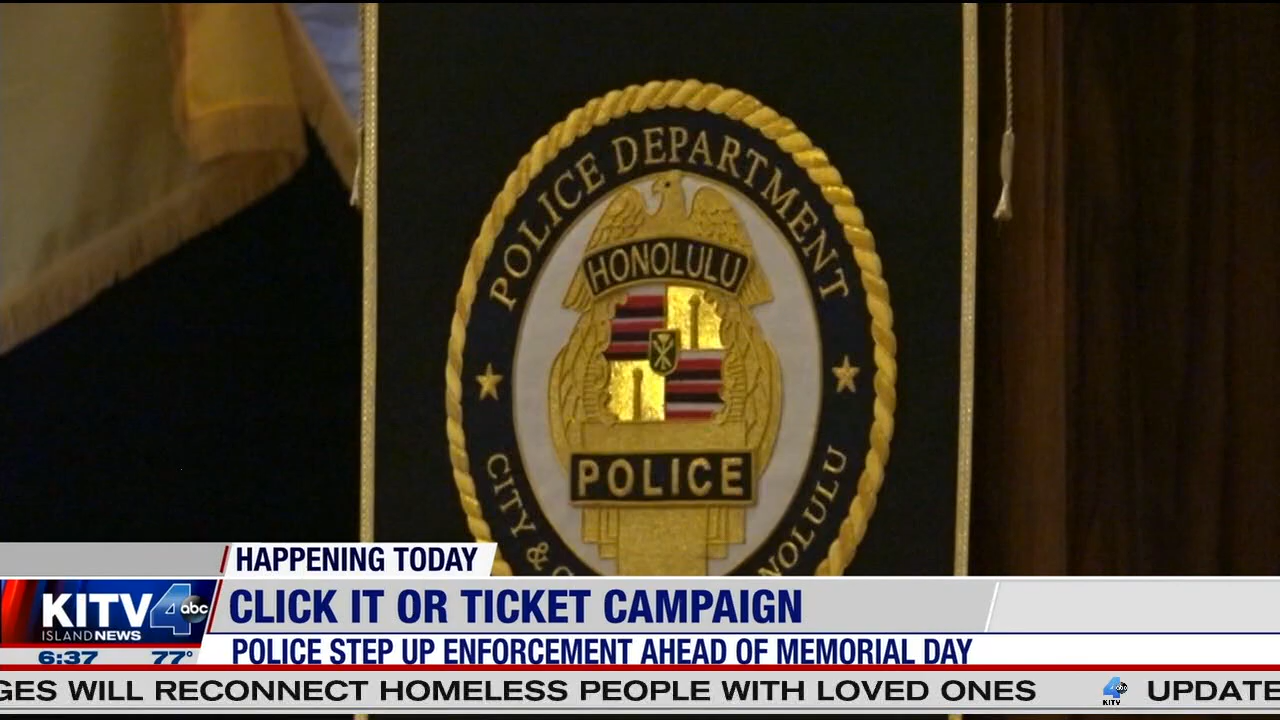 POLICE DEPARTMENT
HONOLULU
POLICE
CITY &
HAPPENING TODAY
KITV 4 abc
ISLAND NEWS
CLICK IT OR TICKET CAMPAIGN
POLICE STEP UP ENFORCEMENT AHEAD OF MEMORIAL DAY
6:37 77°
WILL RECONNECT HOMELESS PEOPLE WITH LOVED ONES 4 abc KITV UPDATE